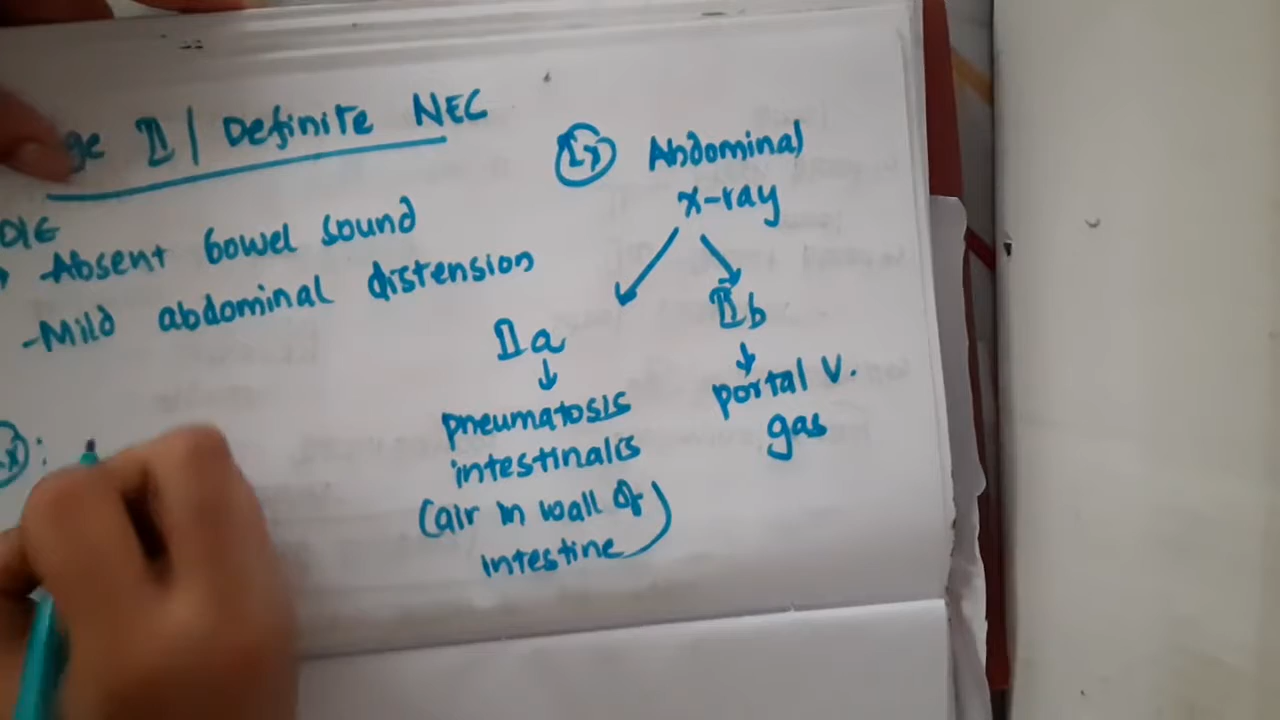 ge II | Definite NEC
O/E
Absent bowel sound
- Mild abdominal distension
Ix Abdominal
x-ray
IIa
pneumatosis
intestinalis
(air in wall of
intestine)
IIb
portal v.
gas
x :